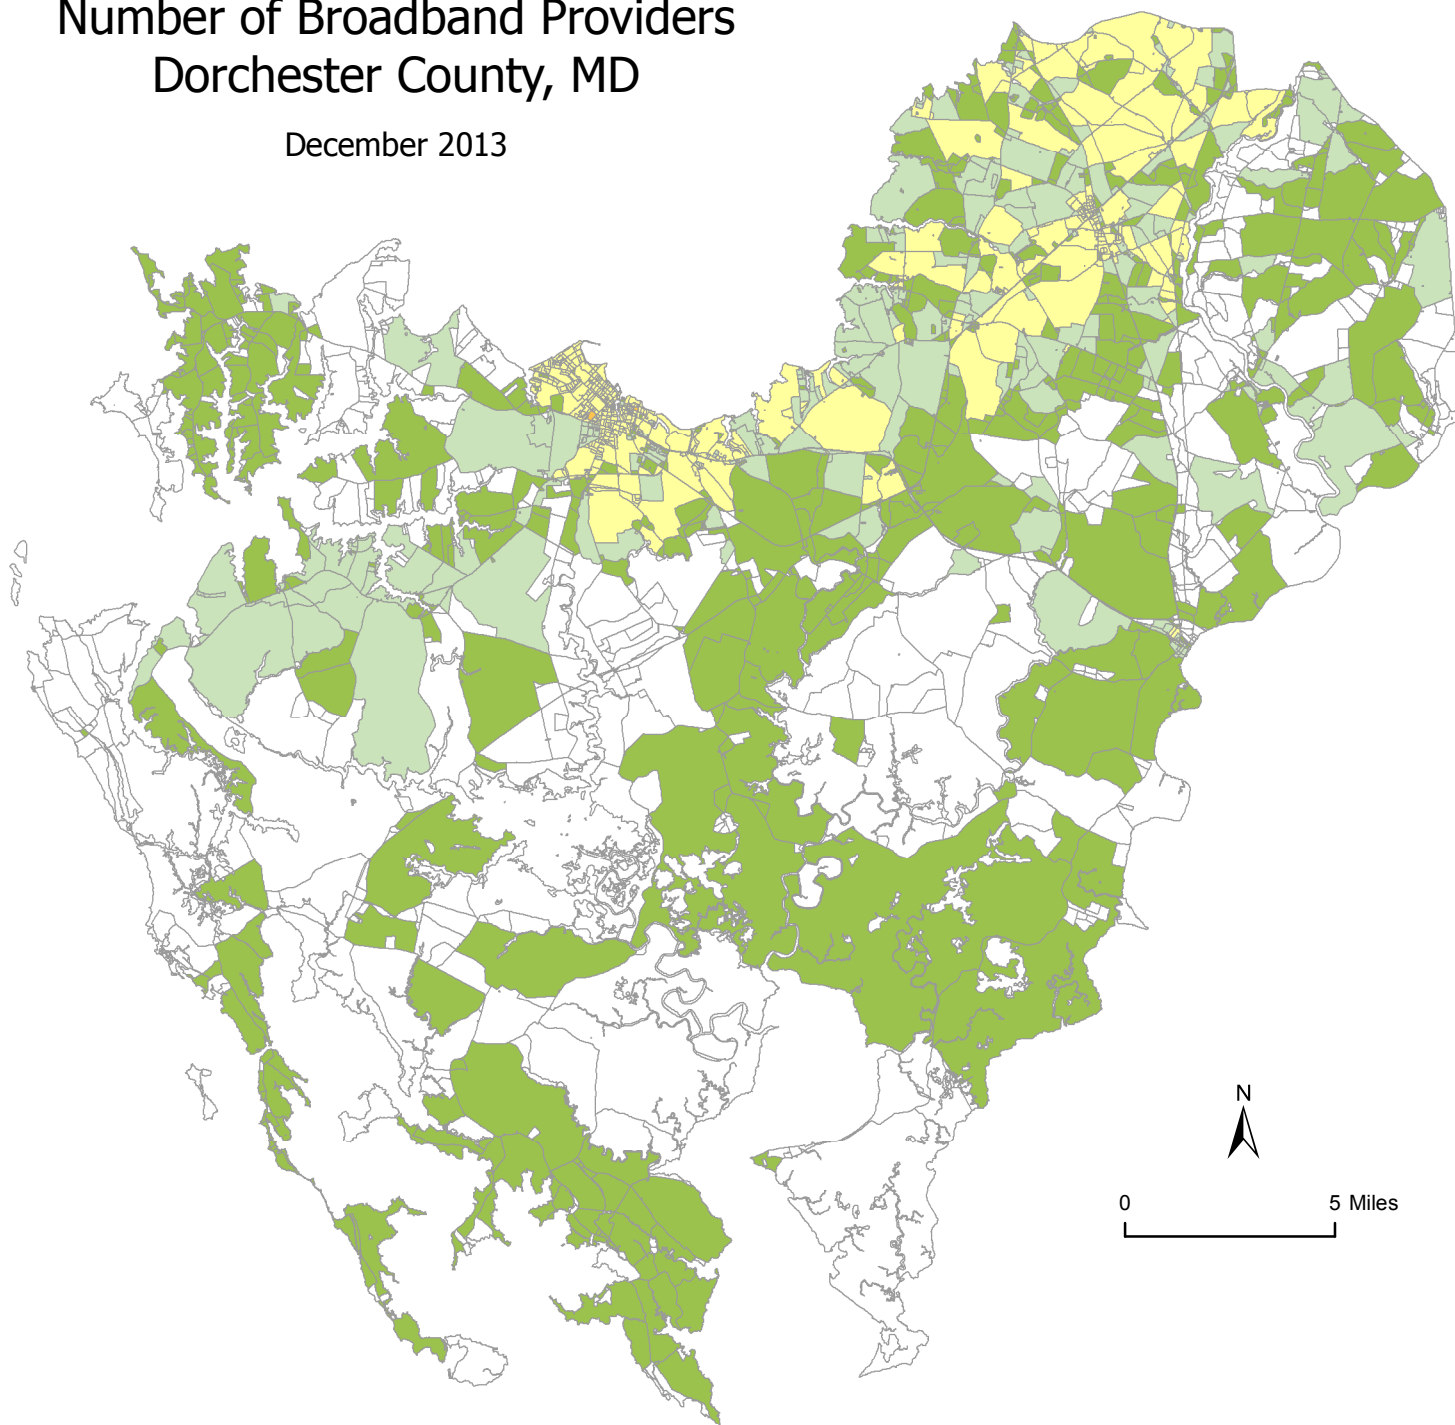 Number of Broadband Providers
Dorchester County, MD
December 2013
N
0 5 Miles